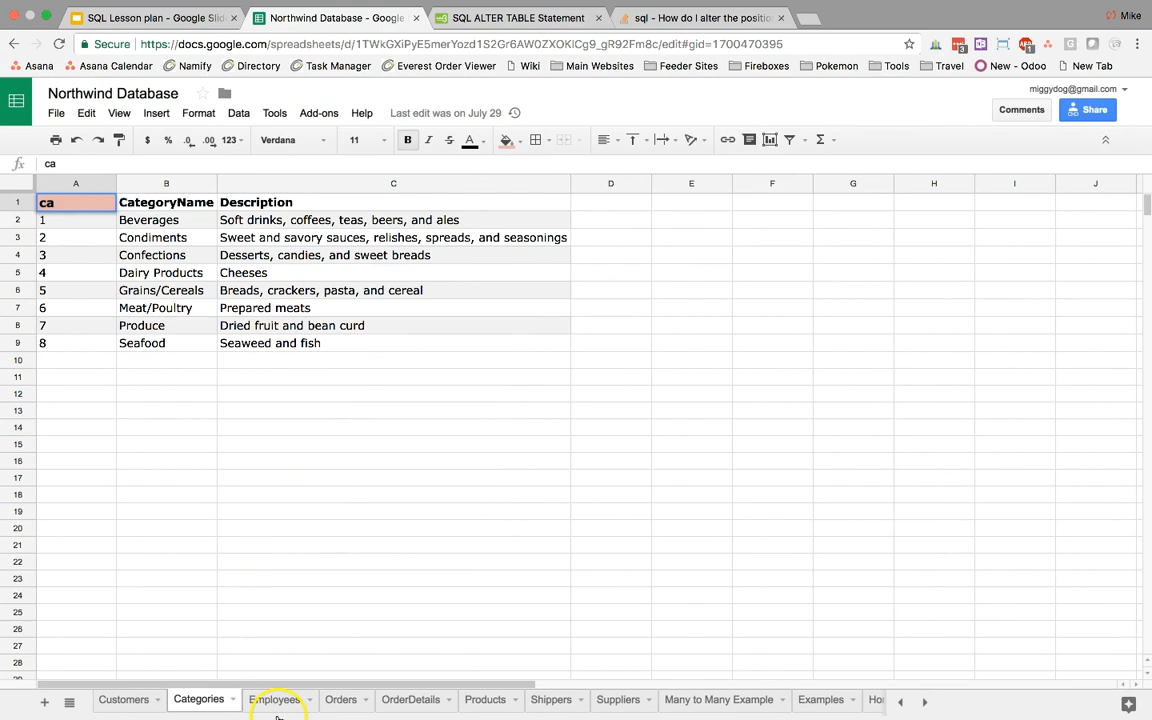 SQL Lesson plan - Google Slid
Northwind Database - Google
SQL ALTER TABLE Statement
sql - How do I alter the positio
Mike
Secure
https://docs.google.com/spreadsheets/d/1TWkGXiPyE5merYozd1S2Gr6AW0ZXOKlCg9_gR92Fm8c/edit#gid=1700470395
Asana
Asana Calendar
Namify
Directory
Task Manager
Everest Order Viewer
Wiki
Main Websites
Feeder Sites
Pokemon
Tools
Travel
New - Odoo
New Tab
Northwind Database
miggydog@gmail.com
File Edit View Insert Format Data Tools Add-ons Help Last edit was on July 29
Comments
Share
$ % .0 .00 123 Verdana 11 B I S A
fx ca
A B C D E F G H I J
1 ca CategoryName Description
2 1 Beverages Soft drinks, coffees, teas, beers, and ales
3 2 Condiments Sweet and savory sauces, relishes, spreads, and seasonings
4 3 Confections Desserts, candies, and sweet breads
5 4 Dairy Products Cheeses
6 5 Grains/Cereals Breads, crackers, pasta, and cereal
7 6 Meat/Poultry Prepared meats
8 7 Produce Dried fruit and bean curd
9 8 Seafood Seaweed and fish
10
11
12
13
14
15
16
17
18
19
20
21
22
23
24
25
26
27
28
Customers Categories Employees Orders OrderDetails Products Shippers Suppliers Many to Many Example Examples